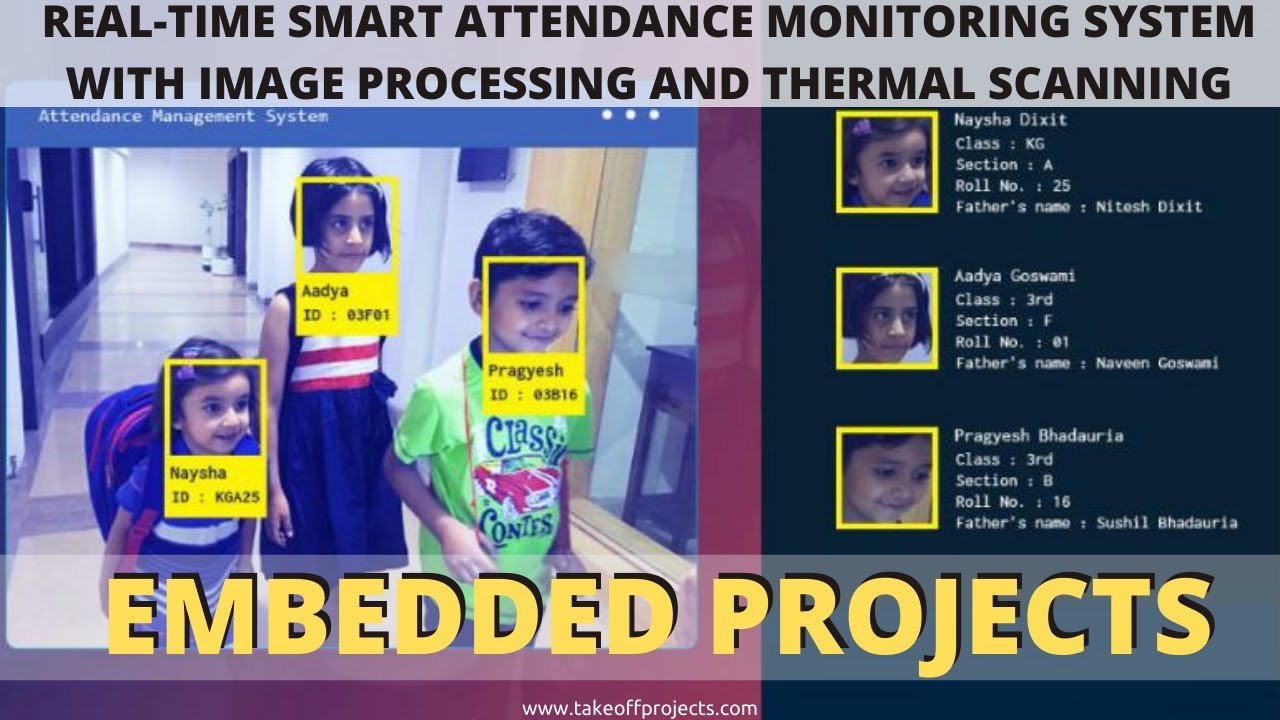 REAL-TIME SMART ATTENDANCE MONITORING SYSTEM
WITH IMAGE PROCESSING AND THERMAL SCANNING
Attendance Management System
Aadya
ID : 03F01
Pragyesh
ID : 03B16
Naysha
ID : KGA25
CLASSIC
CONTES
Naysha Dixit
Class : KG
Section : A
Roll No. : 25
Father's name : Nitesh Dixit
Aadya Goswami
Class : 3rd
Section : F
Roll No. : 01
Father's name : Naveen Goswami
Pragyesh Bhadauria
Class : 3rd
Section : B
Roll No. : 16
Father's name : Sushil Bhadauria
EMBEDDED PROJECTS
www.takeoffprojects.com